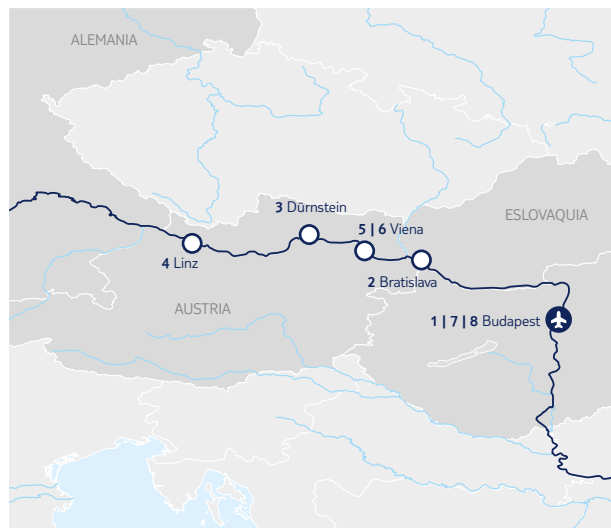 ALEMANIA
3 Dürnstein
5 | 6 Viena
ESLOVAQUIA
4 Linz
2 Bratislava
AUSTRIA
1 | 7 | 8 Budapest